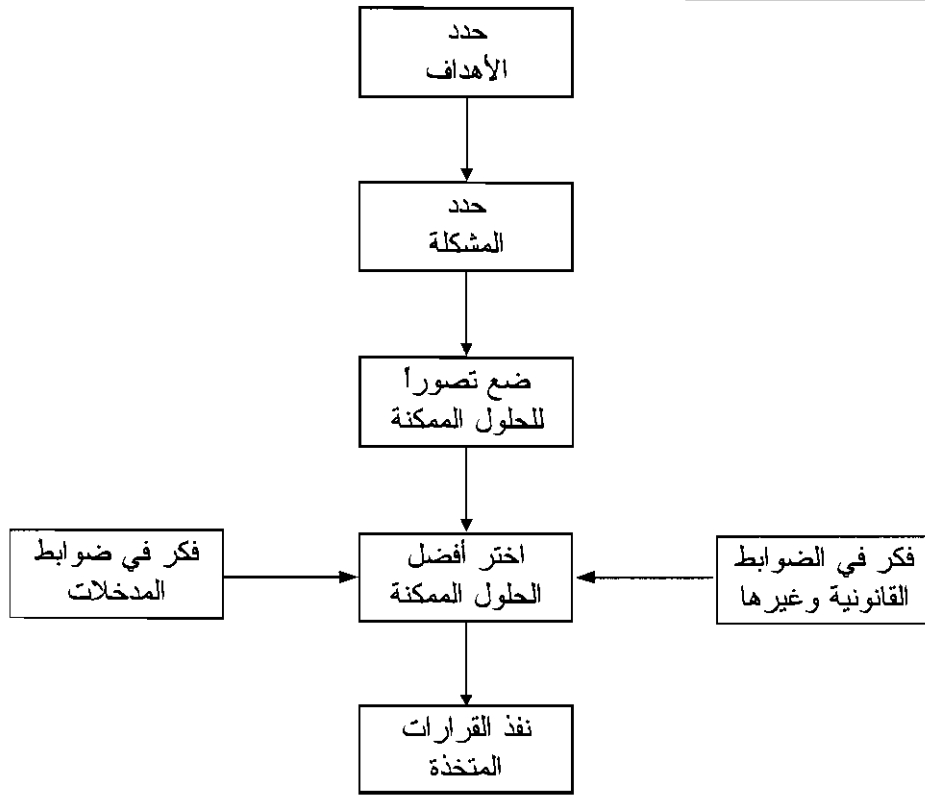 حدد
الأهداف
حدد
المشكلة
ضع تصوراً
للحلول الممكنة
فكر في الضوابط
القانونية وغيرها
اختر أفضل
الحلول الممكنة
فكر في ضوابط
المدخلات
نفذ القرارات
المتخذة